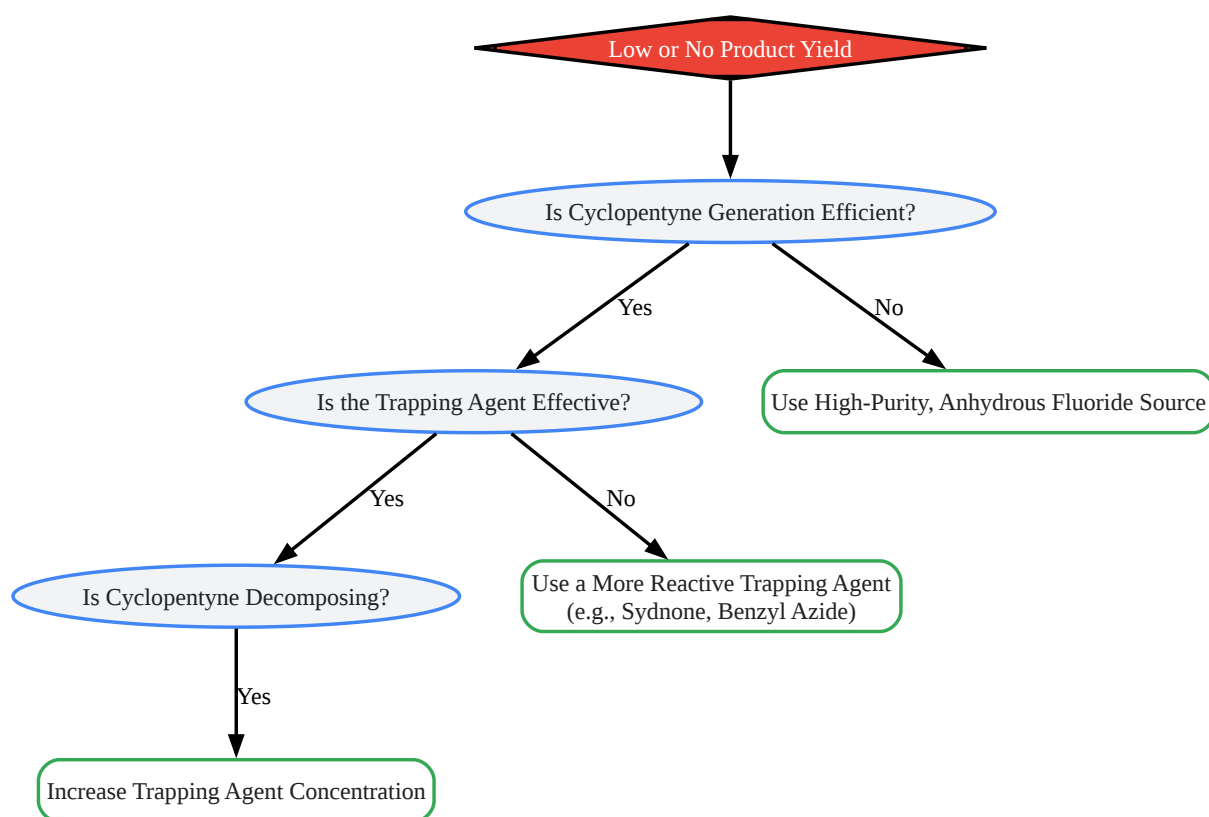 Low or No Product Yield
Is Cyclopentyne Generation Efficient?
Yes
No
Is the Trapping Agent Effective?
Use High-Purity, Anhydrous Fluoride Source
Yes
No
Is Cyclopentyne Decomposing?
Use a More Reactive Trapping Agent
(e.g., Sydnone, Benzyl Azide)
Yes
Increase Trapping Agent Concentration